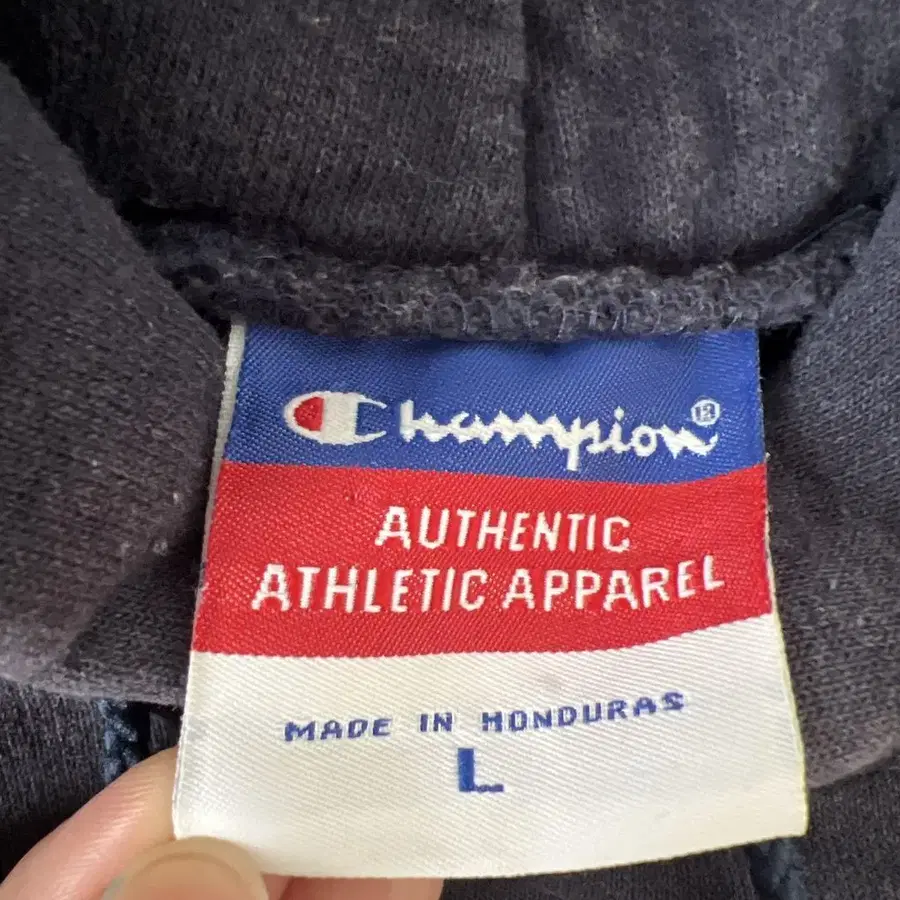 Champion®
AUTHENTIC
ATHLETIC APPAREL
MADE IN HONDURAS
L